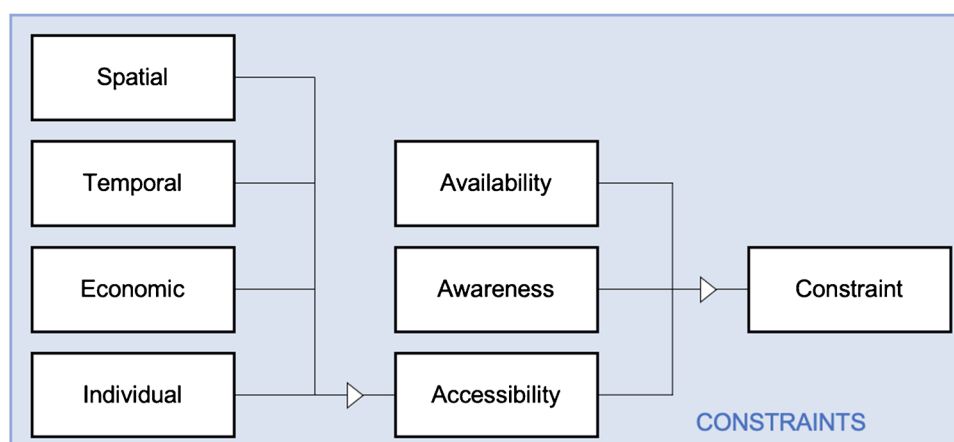 Spatial
Temporal
Availability
Economic
Awareness
Constraint
Individual
Accessibility
CONSTRAINTS